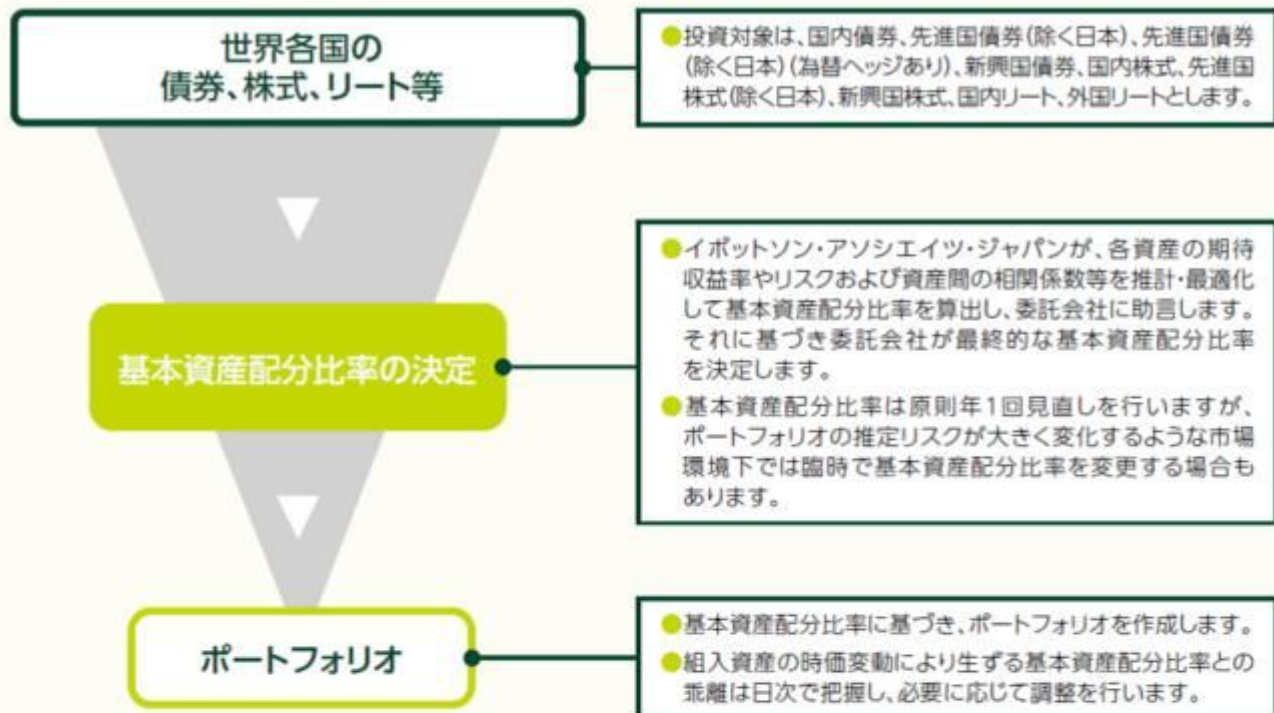 世界各国の
債券、株式、リート等
●投資対象は、国内債券、先進国債券(除く日本)、先進国債券
(除く日本)(為替ヘッジあり)、新興国債券、国内株式、先進国
株式(除く日本)、新興国株式、国内リート、外国リートとします。
基本資産配分比率の決定
●イボットソン・アソシエイツ・ジャパンが、各資産の期待
収益率やリスクおよび資産間の相関係数等を推計・最適化
して基本資産配分比率を算出し、委託会社に助言します。
それに基づき委託会社が最終的な基本資産配分比率
を決定します。
●基本資産配分比率は原則年1回見直しを行いますが、
ポートフォリオの推定リスクが大きく変化するような市場
環境下では臨時で基本資産配分比率を変更する場合も
あります。
ポートフォリオ
●基本資産配分比率に基づき、ポートフォリオを作成します。
●組入資産の時価変動により生ずる基本資産配分比率との
乖離は日次で把握し、必要に応じて調整を行います。